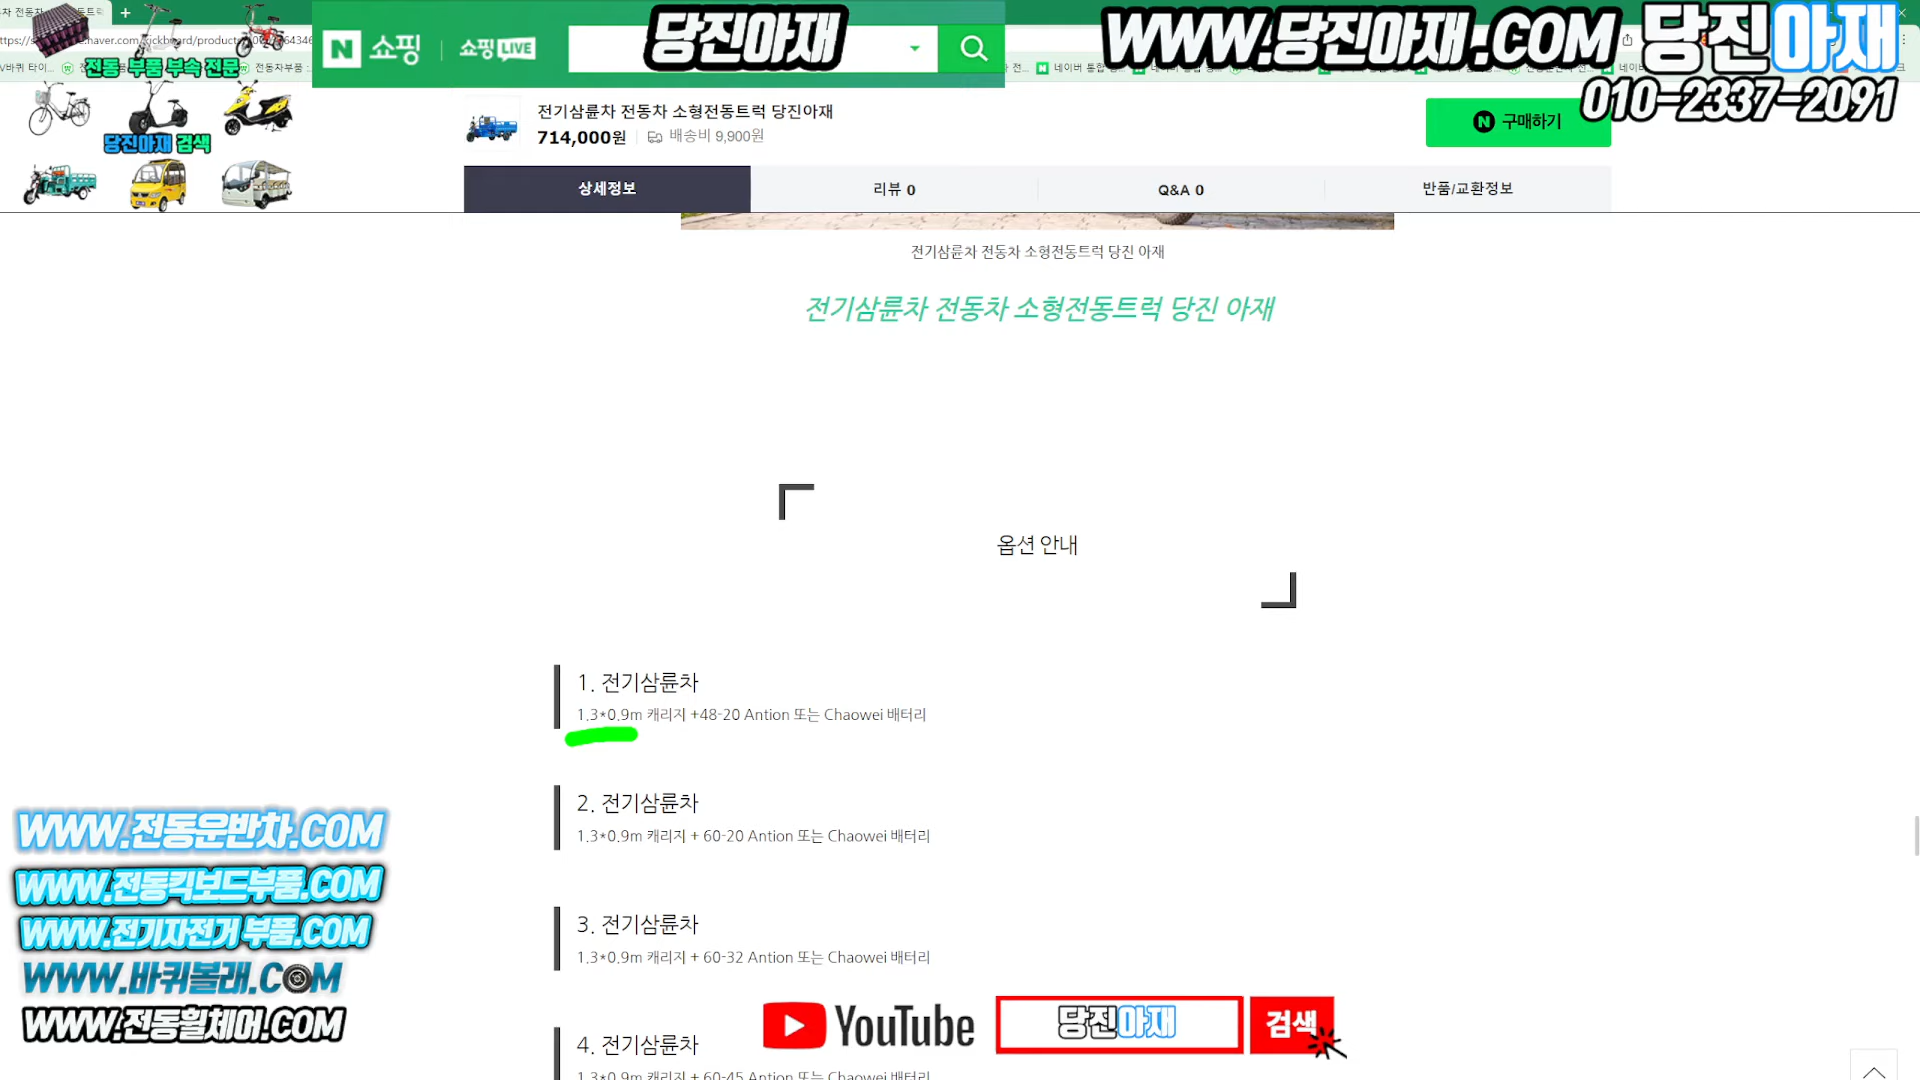 전동 부품 부속 전문
당진아재 검색
N 쇼핑 | 쇼핑LIVE
당진아재
WWW.당진아재.COM 당진아재
010-2337-2091
전기삼륜차 전동차 소형전동트럭 당진아재
714,000원 배송비 9,900원
N 구매하기
상세정보 리뷰 0 Q&A 0 반품/교환정보
전기삼륜차 전동차 소형전동트럭 당진 아재
전기삼륜차 전동차 소형전동트럭 당진 아재
옵션 안내
1. 전기삼륜차
1.3*0.9m 캐리지 +48-20 Antion 또는 Chaowei 배터리
2. 전기삼륜차
1.3*0.9m 캐리지 + 60-20 Antion 또는 Chaowei 배터리
3. 전기삼륜차
1.3*0.9m 캐리지 + 60-32 Antion 또는 Chaowei 배터리
4. 전기삼륜차
1.3*0.9m 캐리지 + 60-45 Antion 또는 Chaowei 배터리
WWW.전동운반차.COM
WWW.전동킥보드부품.COM
WWW.전기자전거 부품.COM
WWW.바퀴볼래.COM
WWW.전동휠체어.COM
YouTube 당진아재 검색